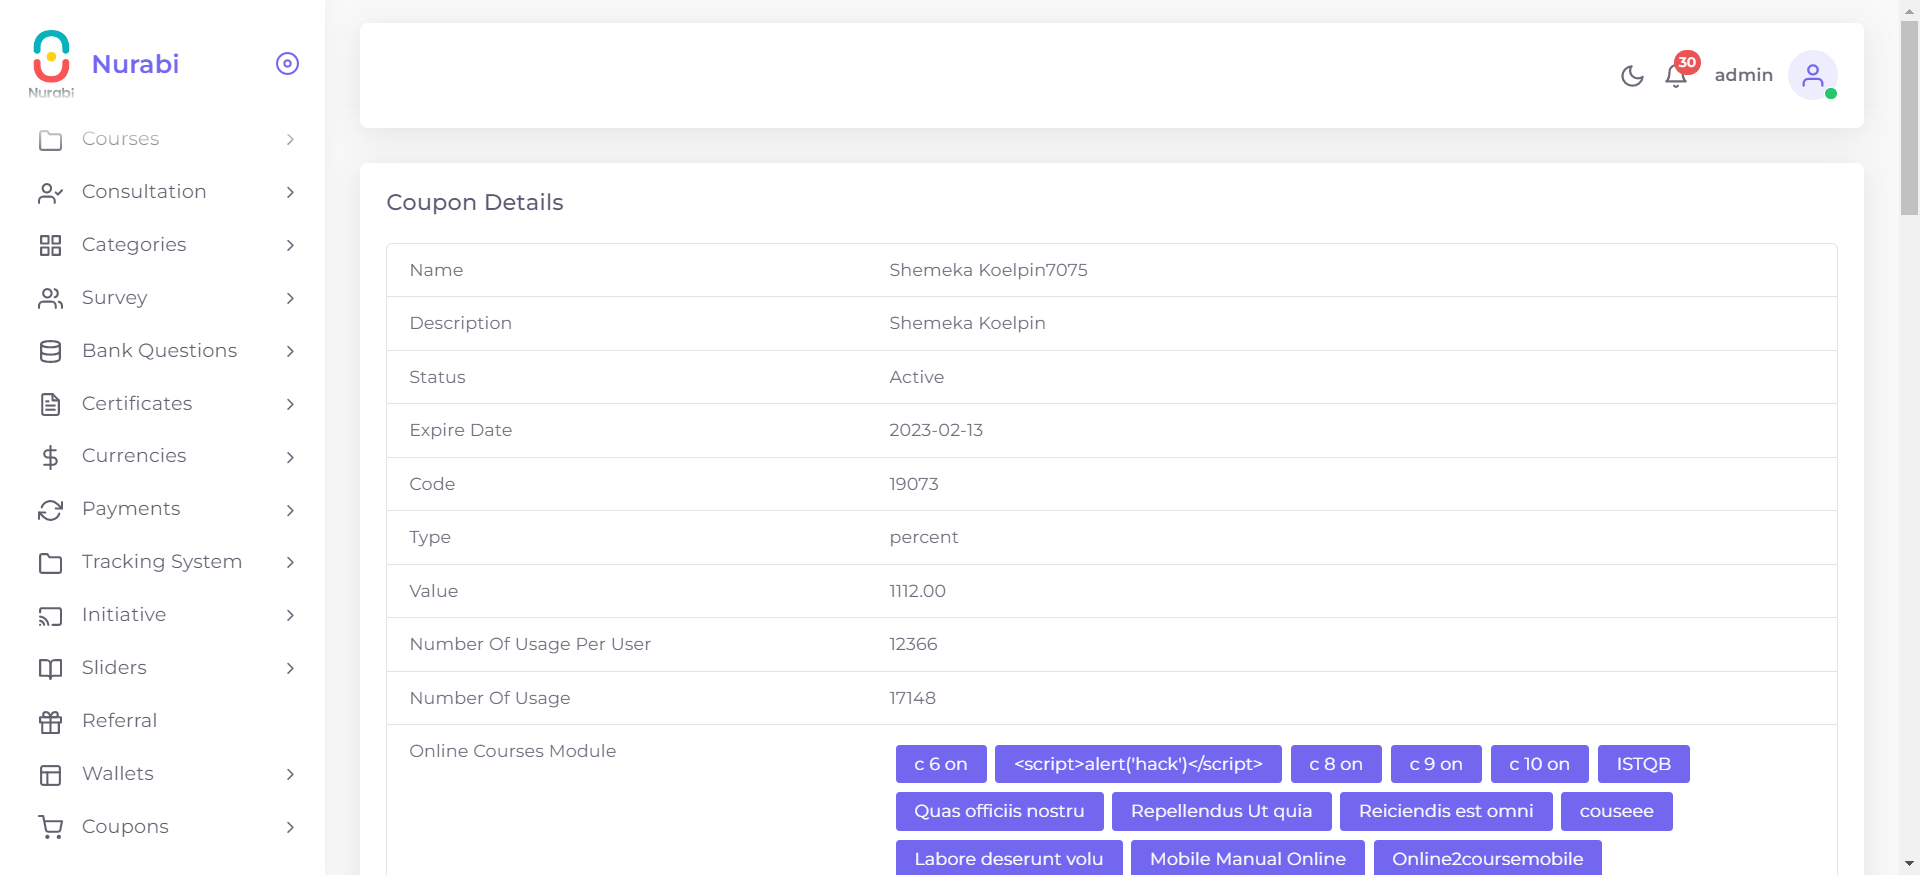 Nurabi
Nurabi
Courses
Consultation
Categories
Survey
Bank Questions
Certificates
Currencies
Payments
Tracking System
Initiative
Sliders
Referral
Wallets
Coupons
30
admin
Coupon Details
Name Shemeka Koelpin7075
Description Shemeka Koelpin
Status Active
Expire Date 2023-02-13
Code 19073
Type percent
Value 1112.00
Number Of Usage Per User 12366
Number Of Usage 17148
Online Courses Module c 6 on <script>alert('hack')</script> c 8 on c 9 on c 10 on ISTQB
Quas officiis nostru Repellendus Ut quia Reiciendis est omni couseee
Labore deserunt volu Mobile Manual Online Online2coursemobile